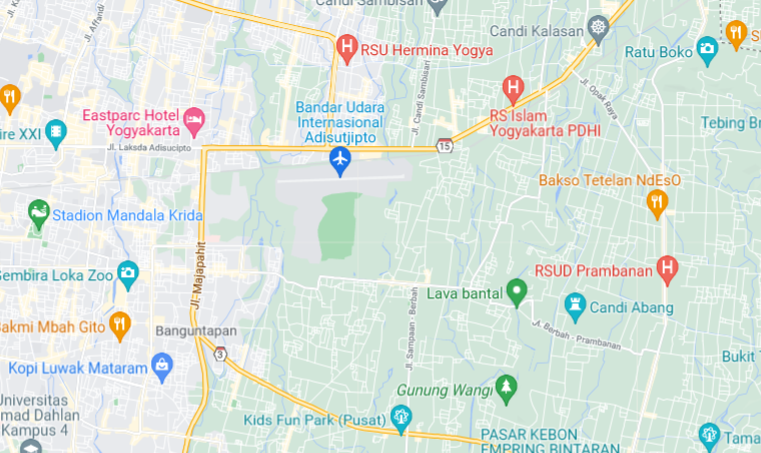 Candi Sambisari
Candi Kalasan
Jl. Affandi
RSU Hermina Yogya
Ratu Boko
Jl. Candi Sambisari
Jl. Opak Raya
Bandar Udara
Internasional
Adisutjipto
Eastparc Hotel
Yogyakarta
RS Islam
Yogyakarta PDHI
Tebing Br
ire XXI
Jl. Laksda Adisucipto
15
Bakso Tetelan NdEsO
Stadion Mandala Krida
Jl. Majapahit
Gembira Loka Zoo
RSUD Prambanan
Lava bantal
Candi Abang
Jl. Sampaan - Berbah
Jl. Berbah - Prambanan
Bakmi Mbah Gito
Banguntapan
3
Bukit
Kopi Luwak Mataram
Gunung Wangi
Universitas
mad Dahlan
Kampus 4
Kids Fun Park (Pusat)
PASAR KEBON
EMPRING BINTARAN
Tama